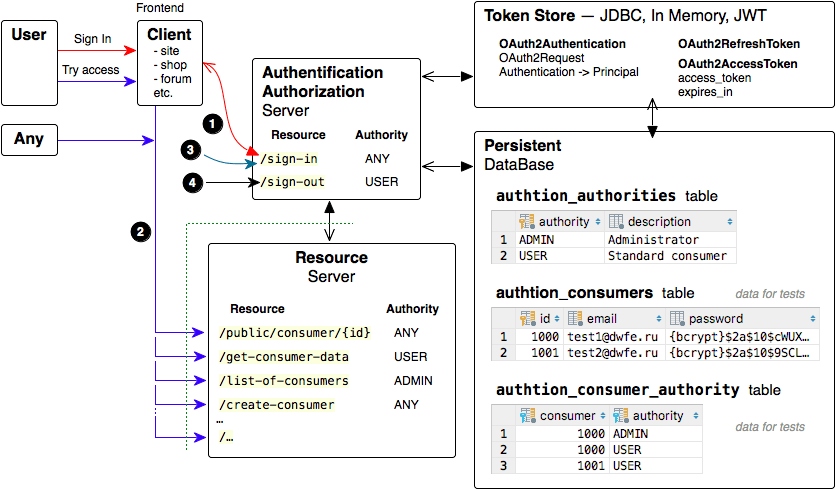 Frontend
User
Sign In
Try access
Client
- site
- shop
- forum
etc.
Any
Authentification
Authorization
Server
Resource Authority
/sign-in ANY
/sign-out USER
1
3
4
2
Resource
Server
Resource Authority
/public/consumer/{id} ANY
/get-consumer-data USER
/list-of-consumers ADMIN
/create-consumer ANY
…
/…
Token Store — JDBC, In Memory, JWT
OAuth2Authentication
OAuth2Request
Authentication -> Principal
OAuth2RefreshToken
OAuth2AccessToken
access_token
expires_in
Persistent
DataBase
authtion_authorities table
authority description
1 ADMIN Administrator
2 USER Standard consumer
authtion_consumers table data for tests
id email password
1 1000 test1@dwfe.ru {bcrypt}$2a$10$cWUX…
2 1001 test2@dwfe.ru {bcrypt}$2a$10$9SCL…
authtion_consumer_authority table
consumer authority
1 1000 ADMIN
2 1000 USER
3 1001 USER
data for tests